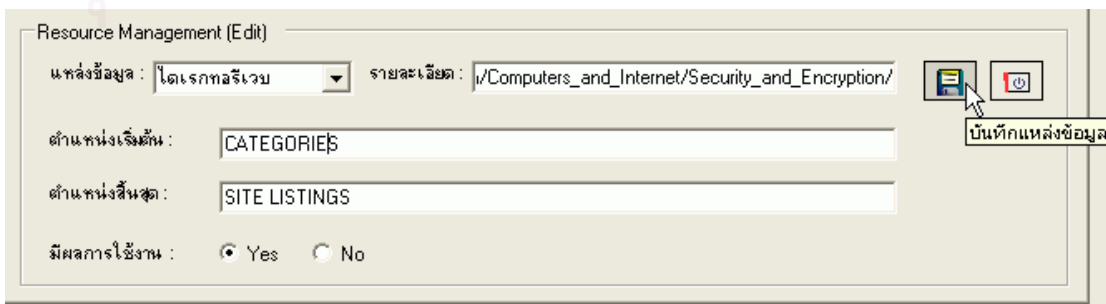 Resource Management (Edit)
แหล่งข้อมูล : ไดเรกทอรีเวบ รายละเอียด : /Computers_and_Internet/Security_and_Encryption/
บันทึกแหล่งข้อมูล
ตำแหน่งเริ่มต้น : CATEGORIES
ตำแหน่งสิ้นสุด : SITE LISTINGS
มีผลการใช้งาน : Yes No